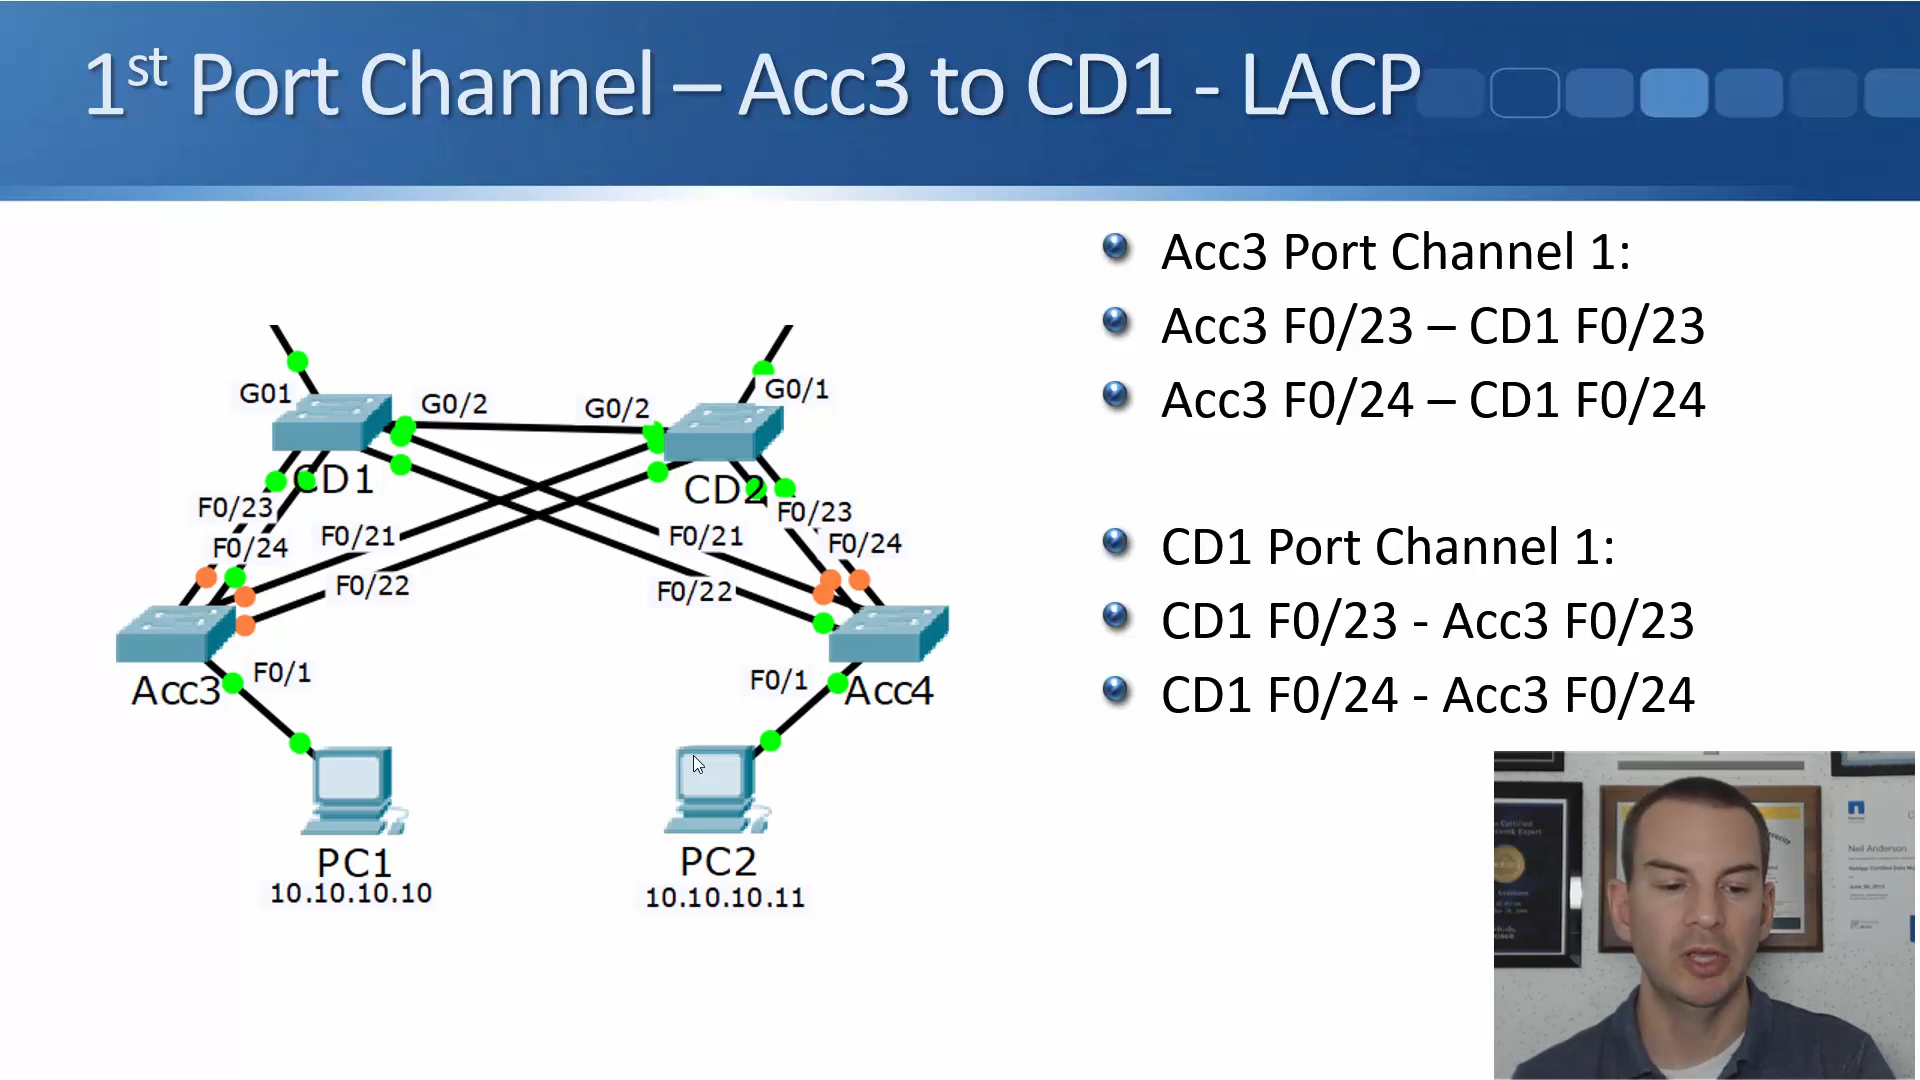 1st Port Channel – Acc3 to CD1 - LACP
Acc3 Port Channel 1:
Acc3 F0/23 – CD1 F0/23
Acc3 F0/24 – CD1 F0/24
CD1 Port Channel 1:
CD1 F0/23 - Acc3 F0/23
CD1 F0/24 - Acc3 F0/24
G01
G0/2
G0/2
G0/1
CD1
CD2
F0/23
F0/24
F0/21
F0/22
F0/21
F0/22
F0/23
F0/24
Acc3
F0/1
F0/1
Acc4
PC1
10.10.10.10
PC2
10.10.10.11
Neil Anderson